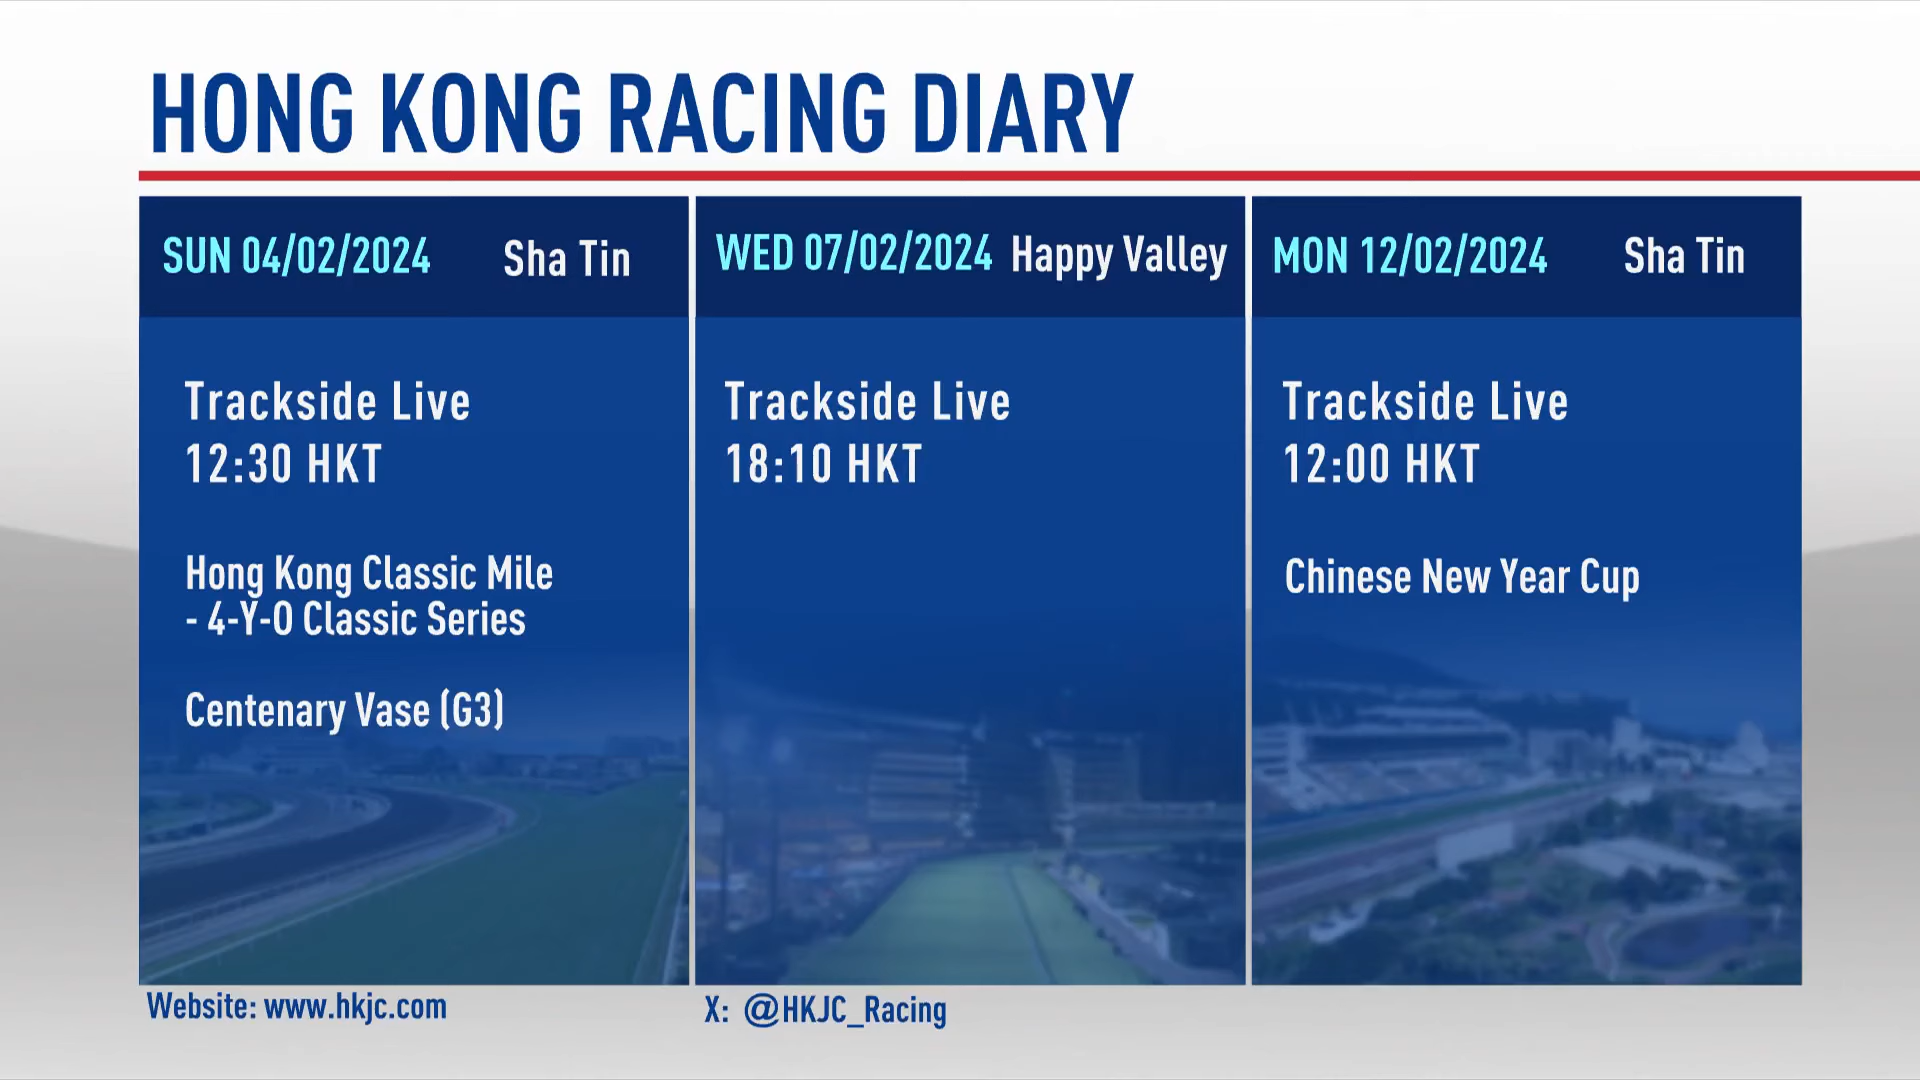 HONG KONG RACING DIARY
SUN 04/02/2024 Sha Tin
Trackside Live
12:30 HKT
Hong Kong Classic Mile
- 4-Y-O Classic Series
Centenary Vase (G3)
WED 07/02/2024 Happy Valley
Trackside Live
18:10 HKT
MON 12/02/2024 Sha Tin
Trackside Live
12:00 HKT
Chinese New Year Cup
Website: www.hkjc.com
X: @HKJC_Racing